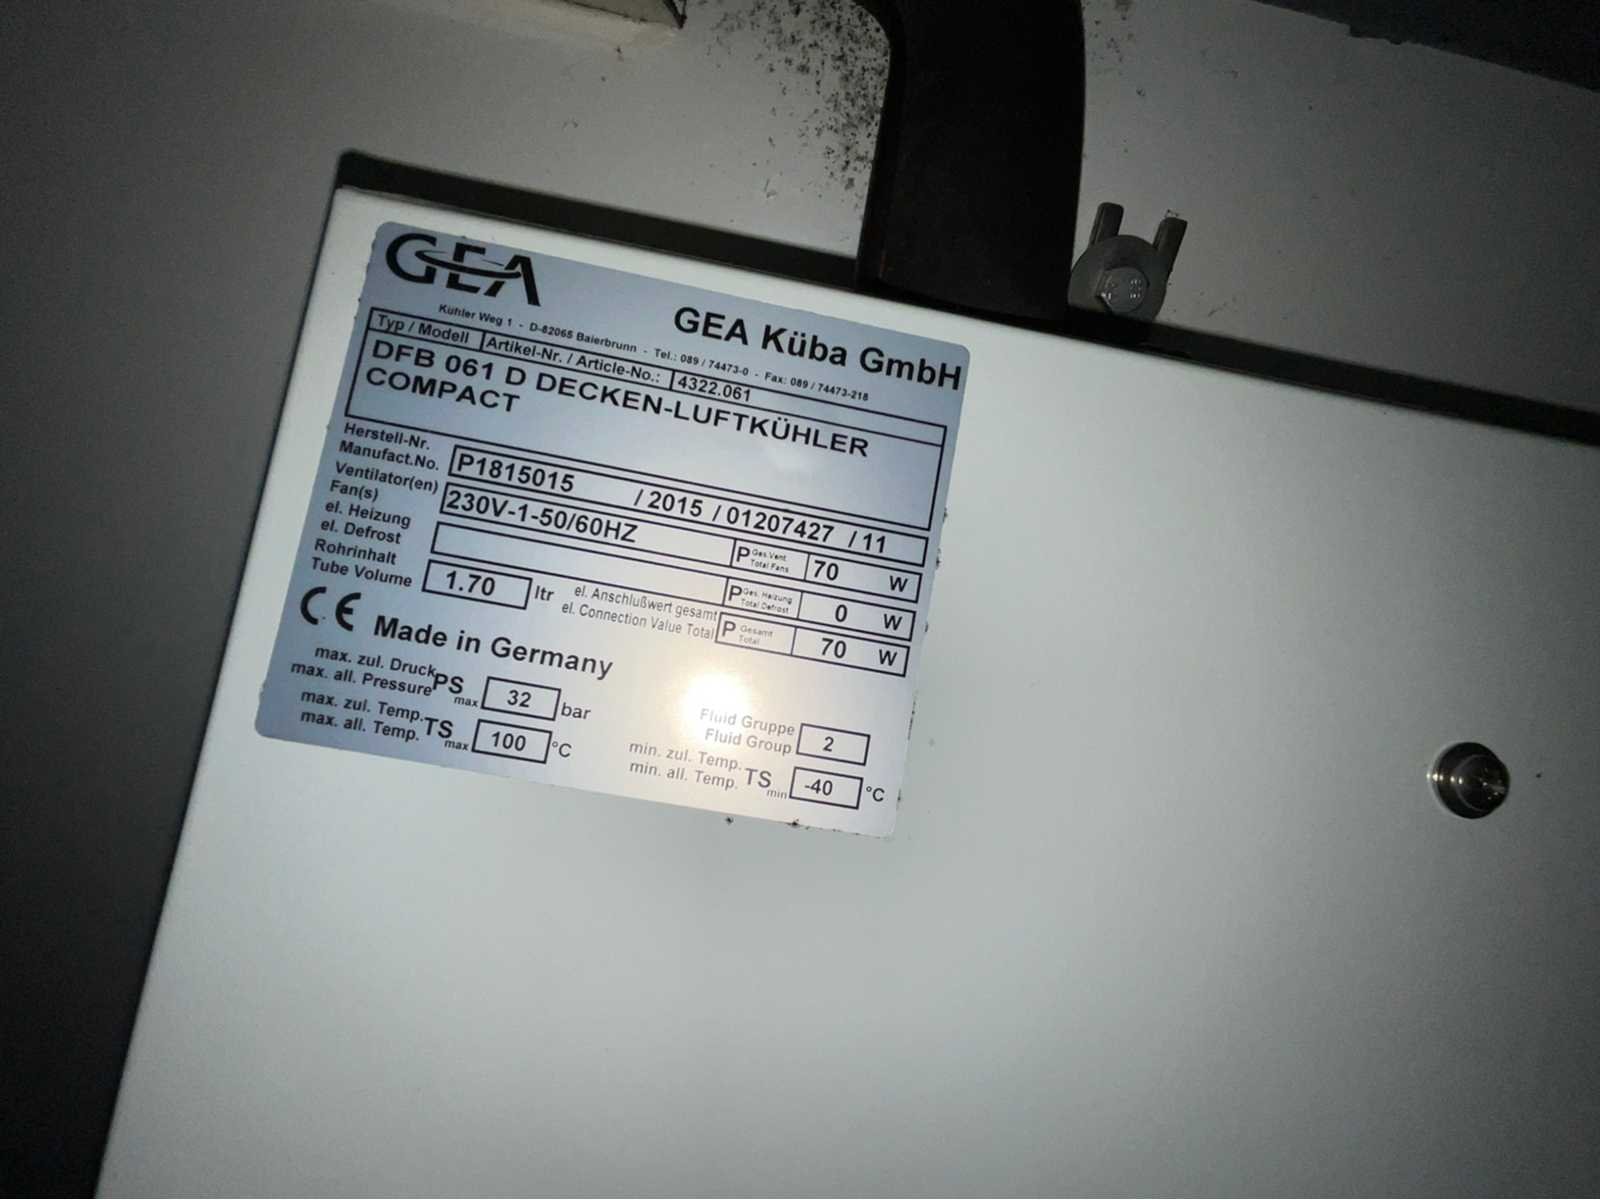 GEA
GEA Küba GmbH
Kühler Weg 1 - D-82065 Baierbrunn - Tel.: 089 / 74473-0 - Fax: 089 / 74473-218
Typ / Modell Artikel-Nr. / Article-No.: 4322.061
DFB 061 D DECKEN-LUFTKÜHLER
COMPACT
Herstell-Nr.
Manufact.No. P1815015 / 2015 / 01207427 / 11
Ventilator(en)
Fan(s) 230V-1-50/60HZ P Ges.Vent. Total Fans 70 W
el. Heizung
el. Defrost P Ges. Heizung Total Defrost 0 W
Rohrinhalt
Tube Volume 1.70 ltr
el. Anschlußwert gesamt
el. Connection Value Total P Gesamt Total 70 W
CE Made in Germany
max. zul. Druck
max. all. Pressure PS max 32 bar
Fluid Gruppe
Fluid Group 2
max. zul. Temp.
max. all. Temp. TS max 100 °C
min. zul. Temp.
min. all. Temp. TS min -40 °C